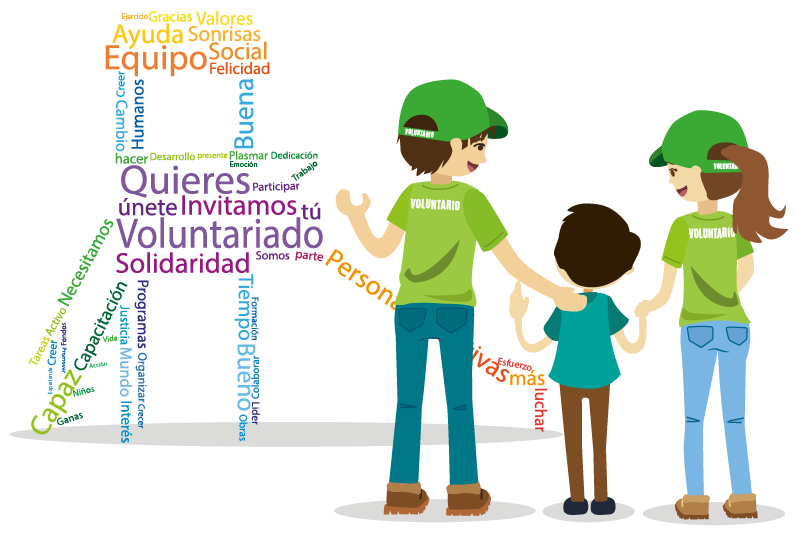 Ejercicio Gracias Valores
Ayuda Sonrisas
Equipo Social
Felicidad
Creer
Cambio
Humanos
Buena
hacer Desarrollo presente Plasmar Dedicación
Emoción
Trabajo
Quieres Participar
únete Invitamos tú
Voluntariado
Solidaridad Somos parte
Necesitamos
Activo
Tareas
Capacitación
Vida
Acción
Creer
Fondos
Capaz
Niños
Ganas
Programas
Justicia
Mundo
Organizar
Interés
Crecer
Tiempo
Formación
Bueno
Colaborar
Lider
Obras
Persona
ivas
Esfuerzo
más
luchar
VOLUNTARIO
VOLUNTARIO
VOLUNTA
VOLUNTARIO